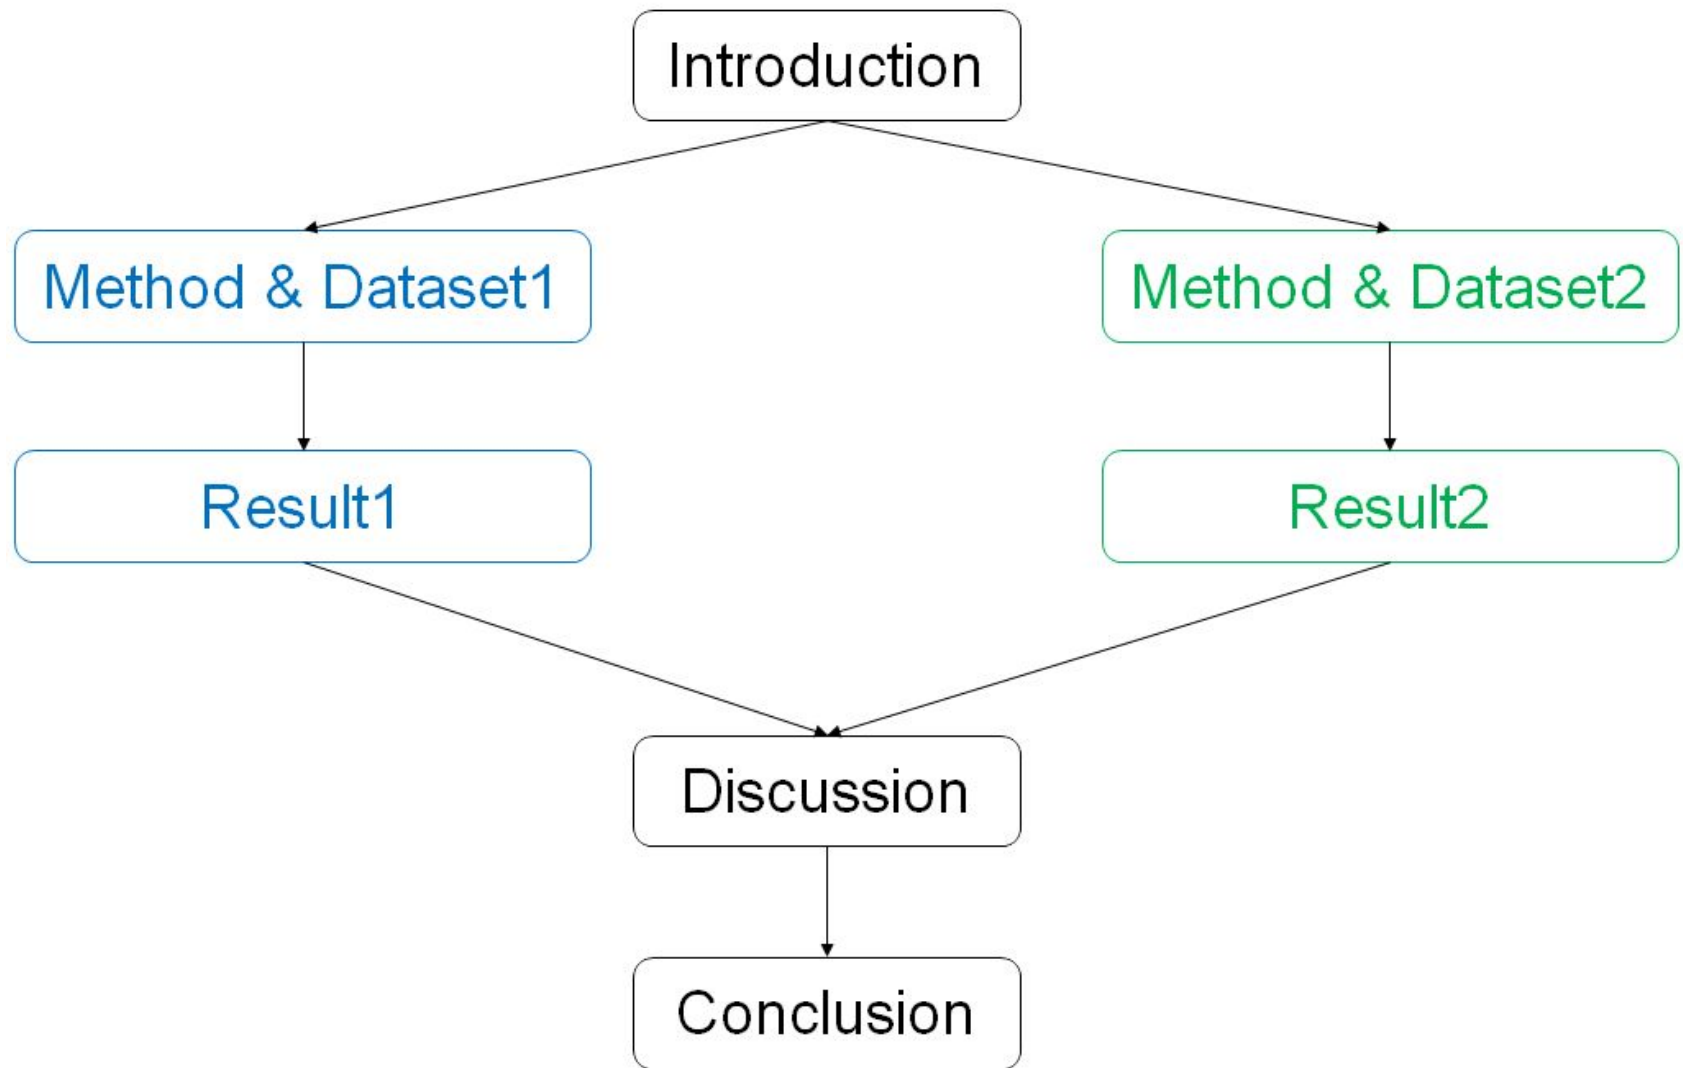 Introduction
Method & Dataset1
Method & Dataset2
Result1
Result2
Discussion
Conclusion